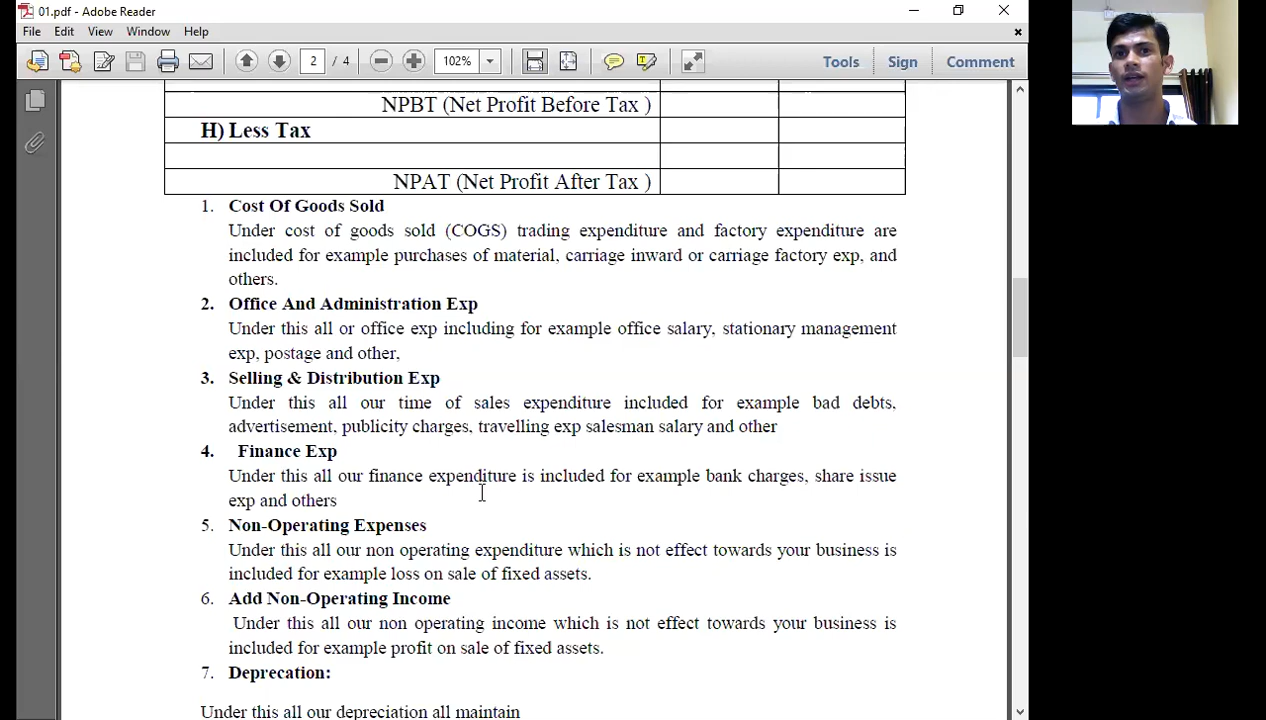 01.pdf - Adobe Reader
File Edit View Window Help
2 / 4 102% Tools Sign Comment
NPBT (Net Profit Before Tax )
H) Less Tax
NPAT (Net Profit After Tax )
1. Cost Of Goods Sold
Under cost of goods sold (COGS) trading expenditure and factory expenditure are
included for example purchases of material, carriage inward or carriage factory exp, and
others.
2. Office And Administration Exp
Under this all or office exp including for example office salary, stationary management
exp, postage and other,
3. Selling & Distribution Exp
Under this all our time of sales expenditure included for example bad debts,
advertisement, publicity charges, travelling exp salesman salary and other
4. Finance Exp
Under this all our finance expenditure is included for example bank charges, share issue
exp and others
5. Non-Operating Expenses
Under this all our non operating expenditure which is not effect towards your business is
included for example loss on sale of fixed assets.
6. Add Non-Operating Income
Under this all our non operating income which is not effect towards your business is
included for example profit on sale of fixed assets.
7. Deprecation:
Under this all our depreciation all maintain